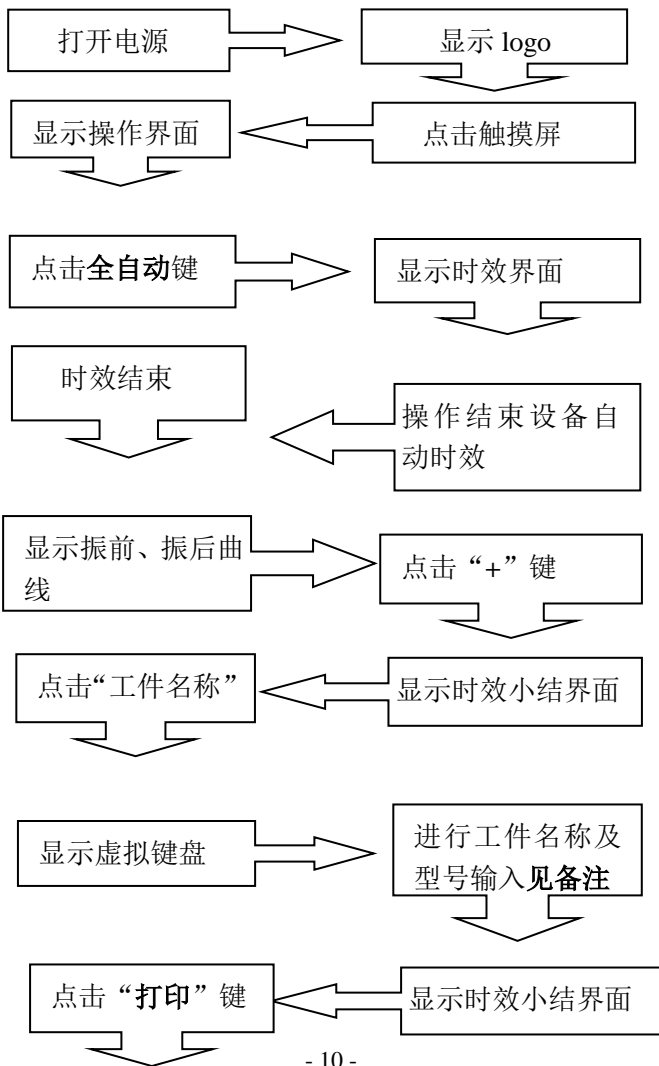 打开电源
显示 logo
显示操作界面
点击触摸屏
点击全自动键
显示时效界面
时效结束
操作结束设备自
动时效
显示振前、振后曲
线
点击“+”键
点击“工件名称”
显示时效小结界面
显示虚拟键盘
进行工件名称及
型号输入见备注
点击“打印”键
显示时效小结界面
- 10 -